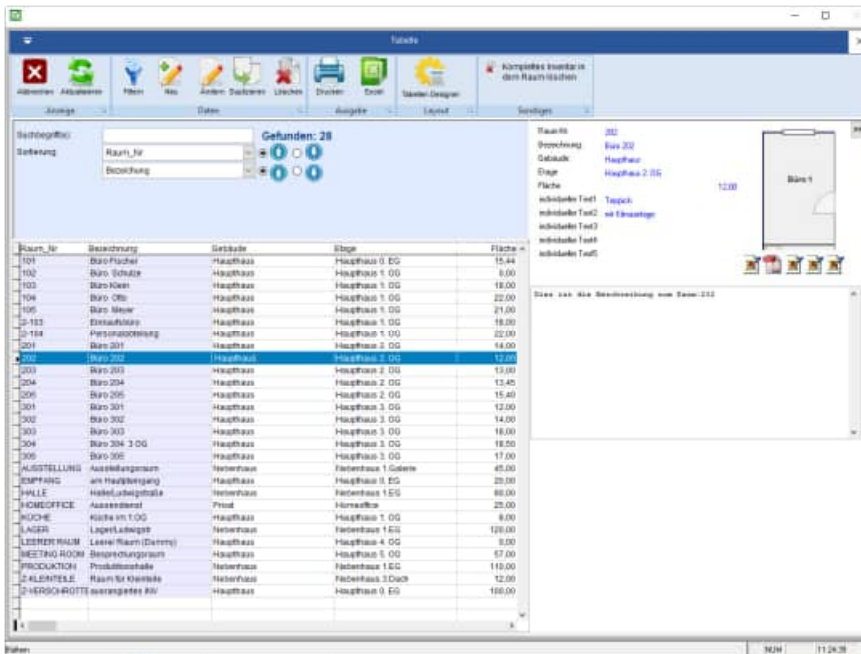 Tabelle
Abbrechen Aktualisieren Filtern Neu Ändern Duplizieren Löschen Drucken Excel Tabellen Designer Komplettes Inventar in
dem Raum löschen
Anzeige Daten Ausgabe Layout Sonstiges
Suchbegriff(e): Gefunden: 28
Sortierung: Raum_Nr
Bezeichnung
Raum-Nr. 202
Bezeichnung Büro 202
Gebäude Haupthaus
Etage Haupthaus 2. OG
Fläche 12,00
individueller Text1 Teppich
individueller Text2 mit Klimaanlage
individueller Text3
individueller Text4
individueller Text5
Büro 1
Dies ist die Beschreibung vom Raum:202
Raum_Nr Bezeichnung Gebäude Etage Fläche
101 Büro Fischer Haupthaus Haupthaus 0. EG 15,44
102 Büro Schulze Haupthaus Haupthaus 1. OG
103 Büro Klein Haupthaus Haupthaus 1. OG 18,00
104 Büro Otto Haupthaus Haupthaus 1. OG 22,00
105 Büro Meyer Haupthaus Haupthaus 1. OG 21,00
2-103 Einkaufsbüro Haupthaus Haupthaus 1. OG 18,00
2-104 Personalabteilung Haupthaus Haupthaus 1. OG 22,00
201 Büro 201 Haupthaus Haupthaus 2. OG 14,00
202 Büro 202 Haupthaus Haupthaus 2. OG 12,00
203 Büro 203 Haupthaus Haupthaus 2. OG 13,00
204 Büro 204 Haupthaus Haupthaus 2. OG 13,45
205 Büro 205 Haupthaus Haupthaus 2. OG 15,40
301 Büro 301 Haupthaus Haupthaus 3. OG 12,00
302 Büro 302 Haupthaus Haupthaus 3. OG 14,00
303 Büro 303 Haupthaus Haupthaus 3. OG 18,00
304 Büro 304 3.OG Haupthaus Haupthaus 3. OG 18,50
305 Büro 305 Haupthaus Haupthaus 3. OG 17,00
AUSSTELLUNG Ausstellungsraum Nebenhaus Nebenhaus 1.Galerie 45,00
EMPFANG am Haupteingang Haupthaus Haupthaus 0. EG
HALLE Halle/Ludwigstraße Nebenhaus Nebenhaus 1.EG
HOMEOFFICE Aussendienst Privat Homeoffice 25,00
KÜCHE Küche im 1.OG Haupthaus Haupthaus 1. OG
LAGER Lager/Ludwigstr Nebenhaus Nebenhaus 1.EG 120,00
LEERER RAUM Leerer Raum (Dummy) Haupthaus Haupthaus 4. OG 0,00
MEETING ROOM Besprechungsraum Haupthaus Haupthaus 5. OG 57,00
PRODUKTION Produktionshalle Nebenhaus Nebenhaus 1.EG 110,00
Z-KLEINTEILE Raum für Kleinteile Nebenhaus Nebenhaus 3.Dach 12,00
Z-VERSCHROTTE ausrangiertes INV Haupthaus Haupthaus 0. EG 100,00
NUM 11:24:39